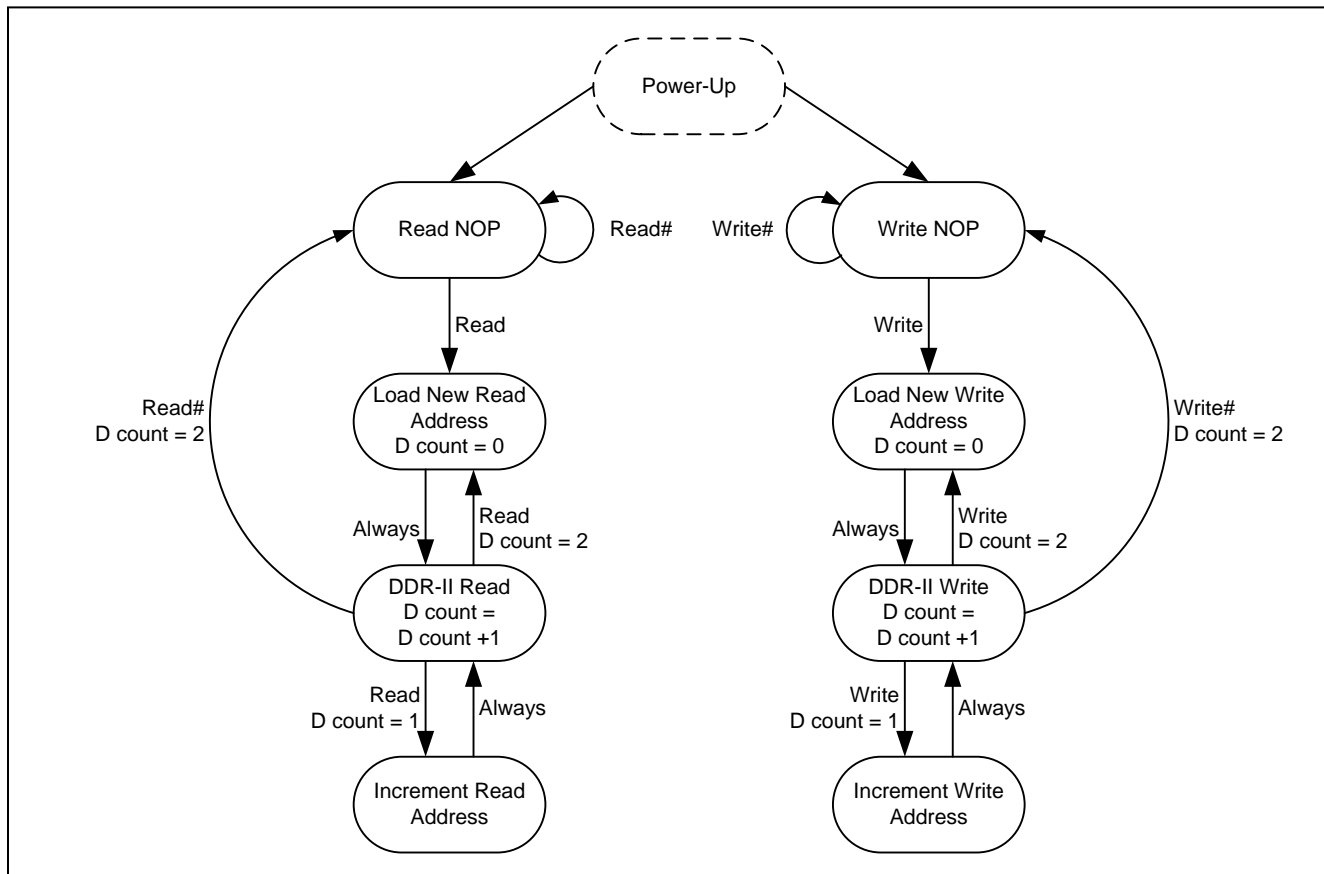 Power-Up
Read NOP
Read#
Write#
Write NOP
Read
Write
Load New Read
Address
D count = 0
Load New Write
Address
D count = 0
Read#
D count = 2
Write#
D count = 2
Always
Read
D count = 2
Always
Write
D count = 2
DDR-II Read
D count =
D count +1
DDR-II Write
D count =
D count +1
Read
D count = 1
Always
Write
D count = 1
Always
Increment Read
Address
Increment Write
Address